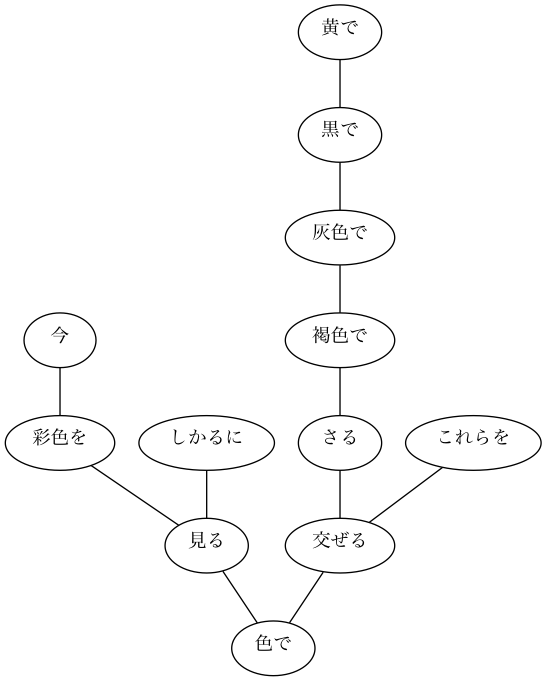 黄で
黒で
灰色で
今
褐色で
彩色を
しかるに
さる
これらを
見る
交ぜる
色で